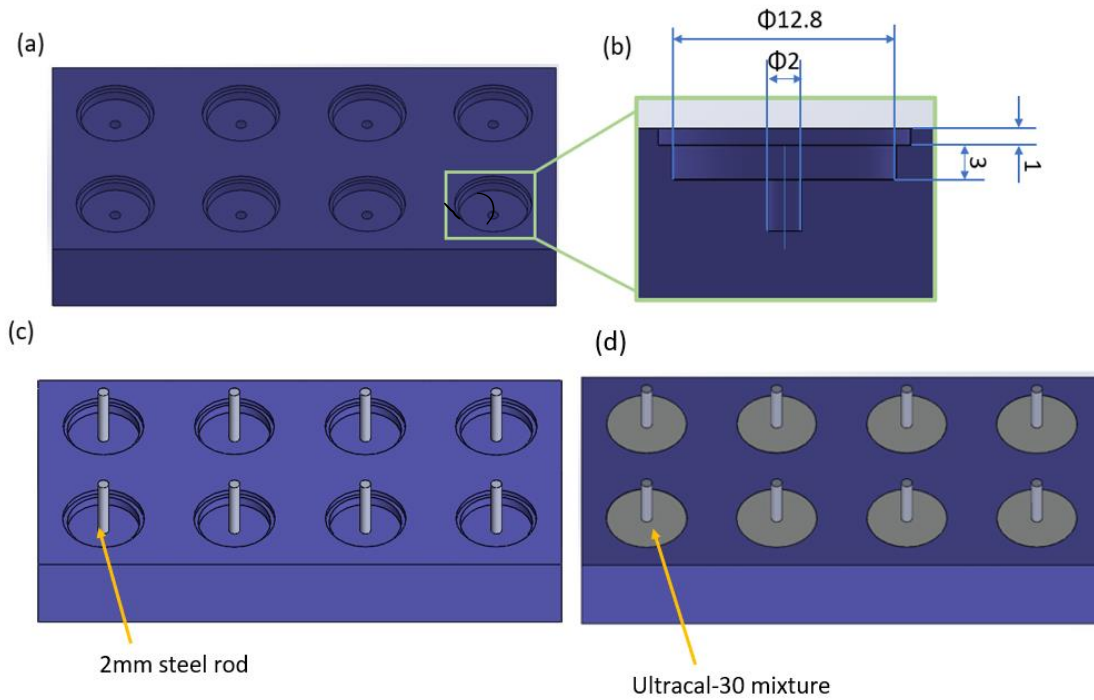 (a)
(b)
Φ12.8
Φ2
3
1
(c)
(d)
2mm steel rod
Ultracal-30 mixture